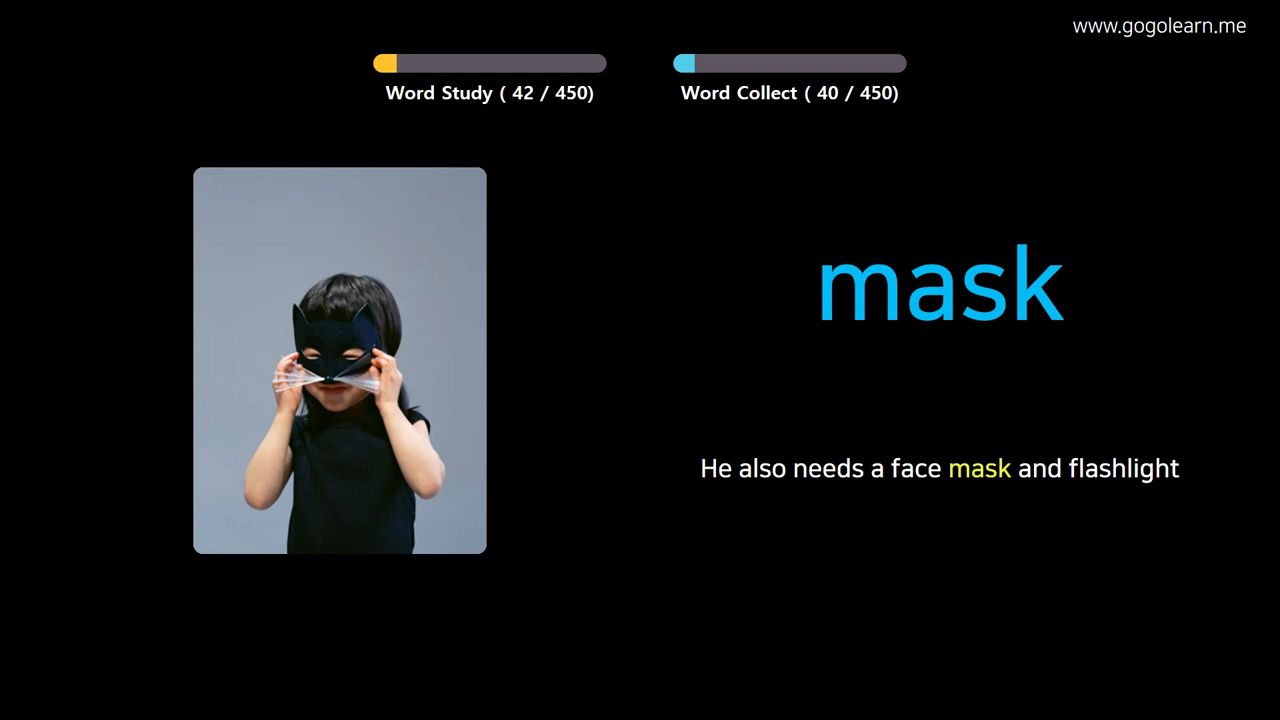 www.gogolearn.me
Word Study ( 42 / 450)
Word Collect ( 40 / 450)
mask
He also needs a face mask and flashlight